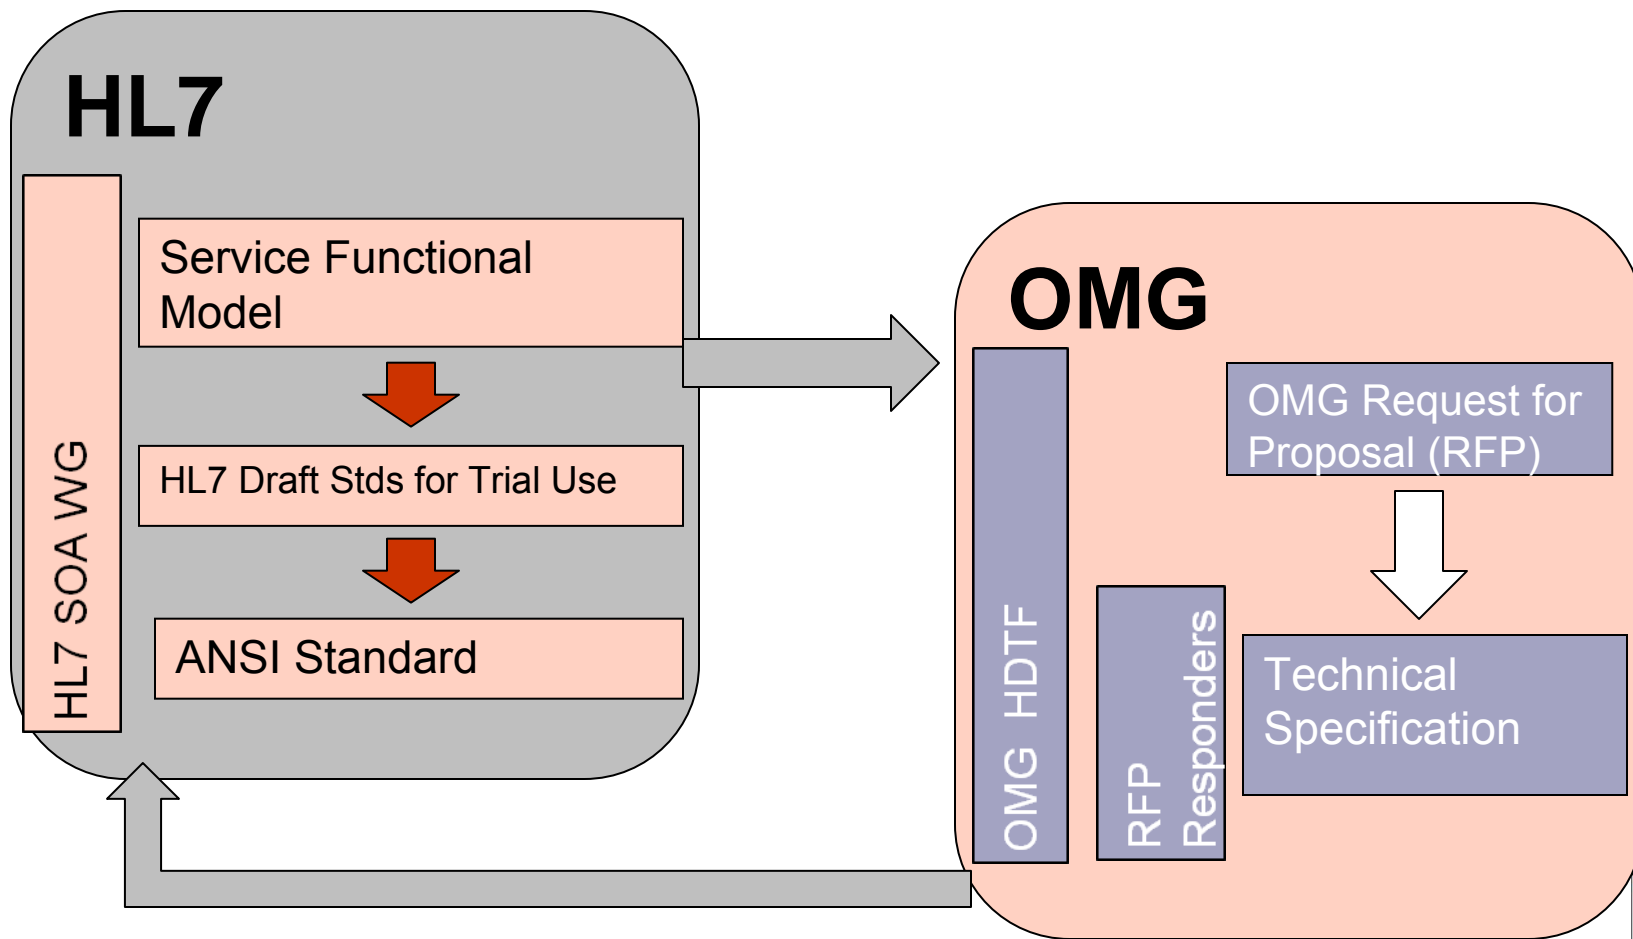 HL7
HL7 SOA WG
Service Functional
Model
HL7 Draft Stds for Trial Use
ANSI Standard
OMG
OMG HDTF
RFP
Responders
OMG Request for
Proposal (RFP)
Technical
Specification